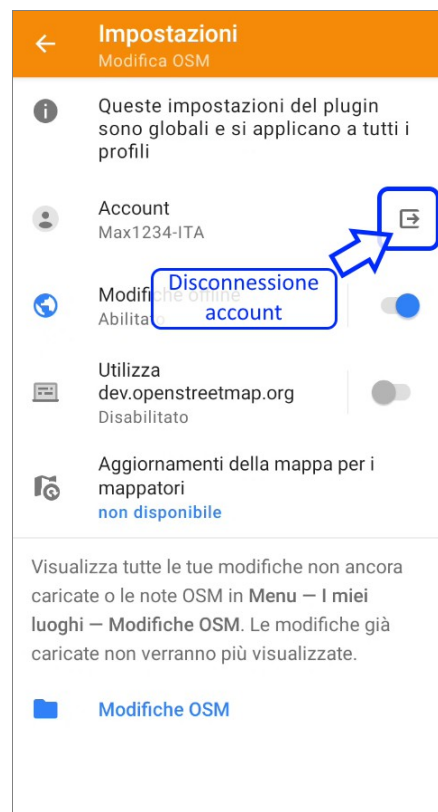 Impostazioni
Modifica OSM
Queste impostazioni del plugin
sono globali e si applicano a tutti i
profili
Account
Max1234-ITA
Disconnessione
account
Modifiche offline
Abilitato
Utilizza
dev.openstreetmap.org
Disabilitato
Aggiornamenti della mappa per i
mappatori
non disponibile
Visualizza tutte le tue modifiche non ancora
caricate o le note OSM in Menu — I miei
luoghi — Modifiche OSM. Le modifiche già
caricate non verranno più visualizzate.
Modifiche OSM